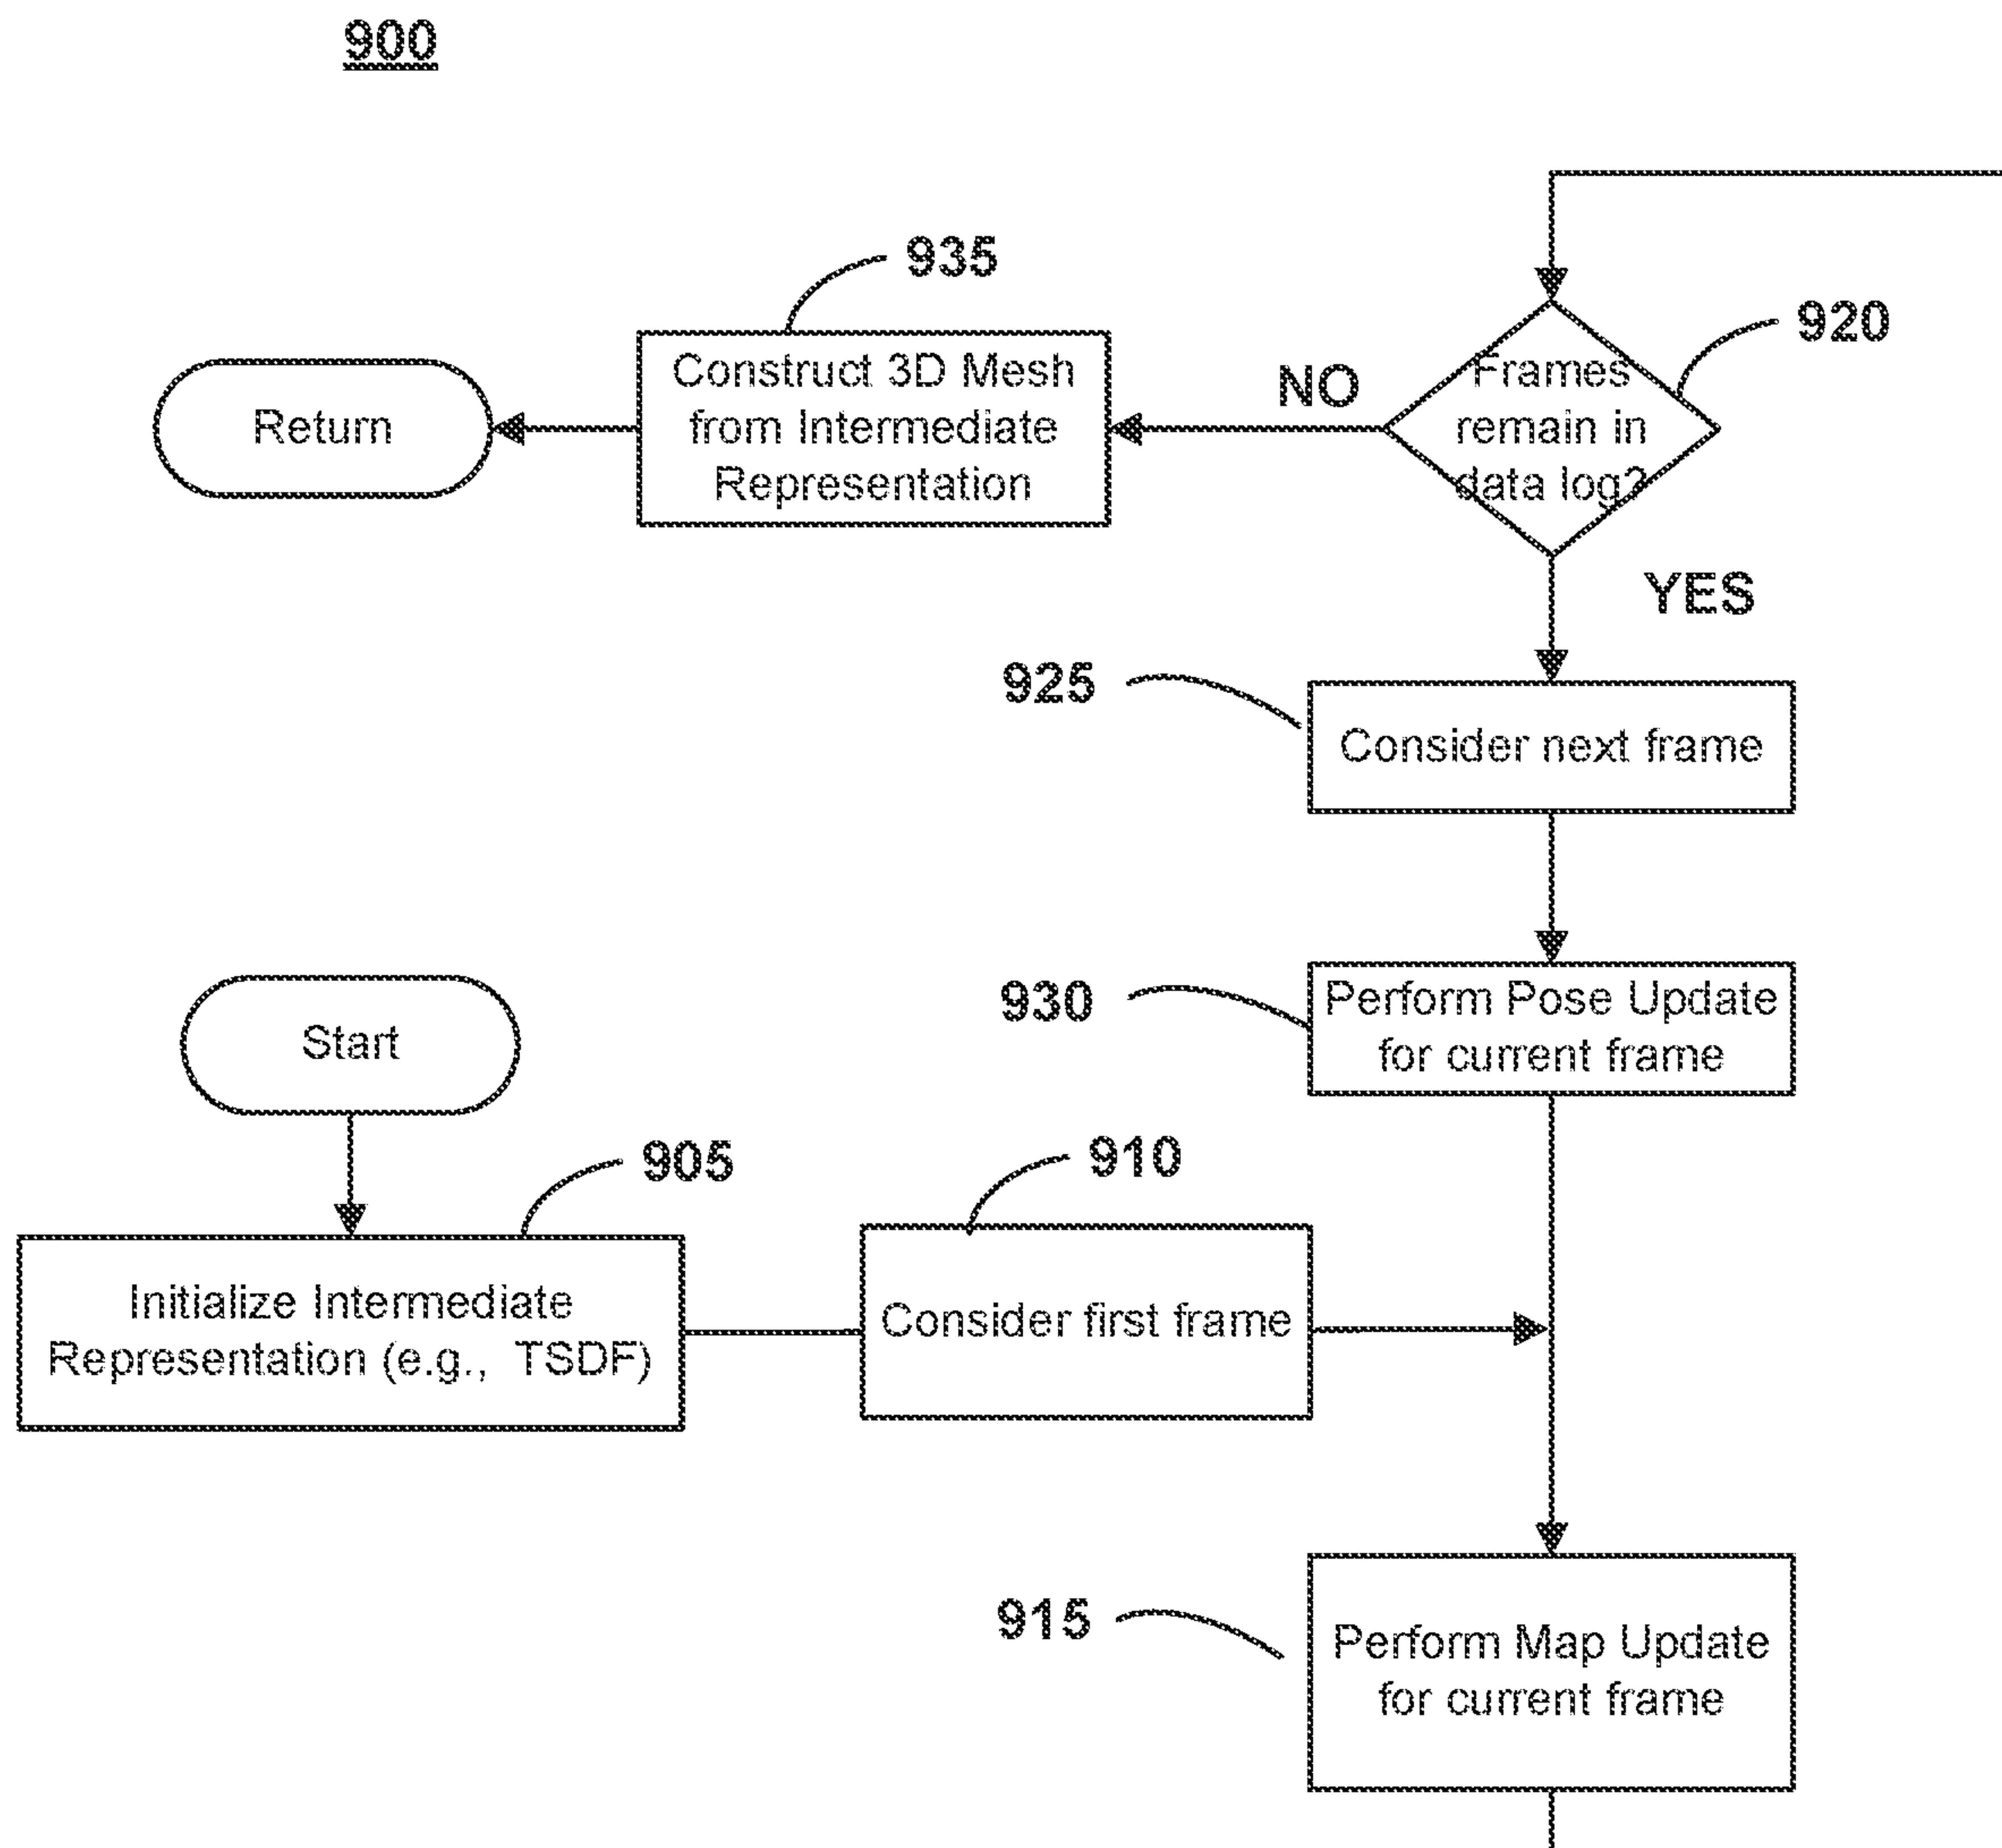 900
935
920
Construct 3D Mesh
from Intermediate
Representation
Return
NO
Frames
remain in
data log?
YES
925
Consider next frame
930
Perform Pose Update
for current frame
Start
905
910
Initialize Intermediate
Representation (e.g., TSDF)
Consider first frame
915
Perform Map Update
for current frame